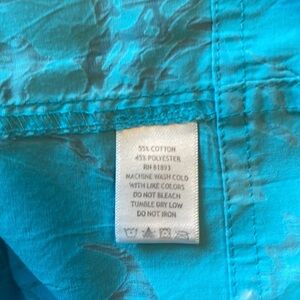 55% COTTON
45% POLYESTER
RN 81893
MACHINE WASH COLD
WITH LIKE COLORS
DO NOT BLEACH
TUMBLE DRY LOW
DO NOT IRON